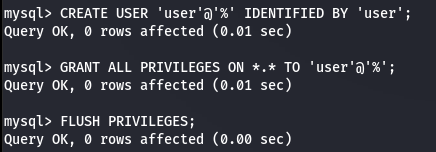 mysql> CREATE USER 'user'@'%' IDENTIFIED BY 'user';
Query OK, 0 rows affected (0.01 sec)
mysql> GRANT ALL PRIVILEGES ON *.* TO 'user'@'%';
Query OK, 0 rows affected (0.01 sec)
mysql> FLUSH PRIVILEGES;
Query OK, 0 rows affected (0.00 sec)